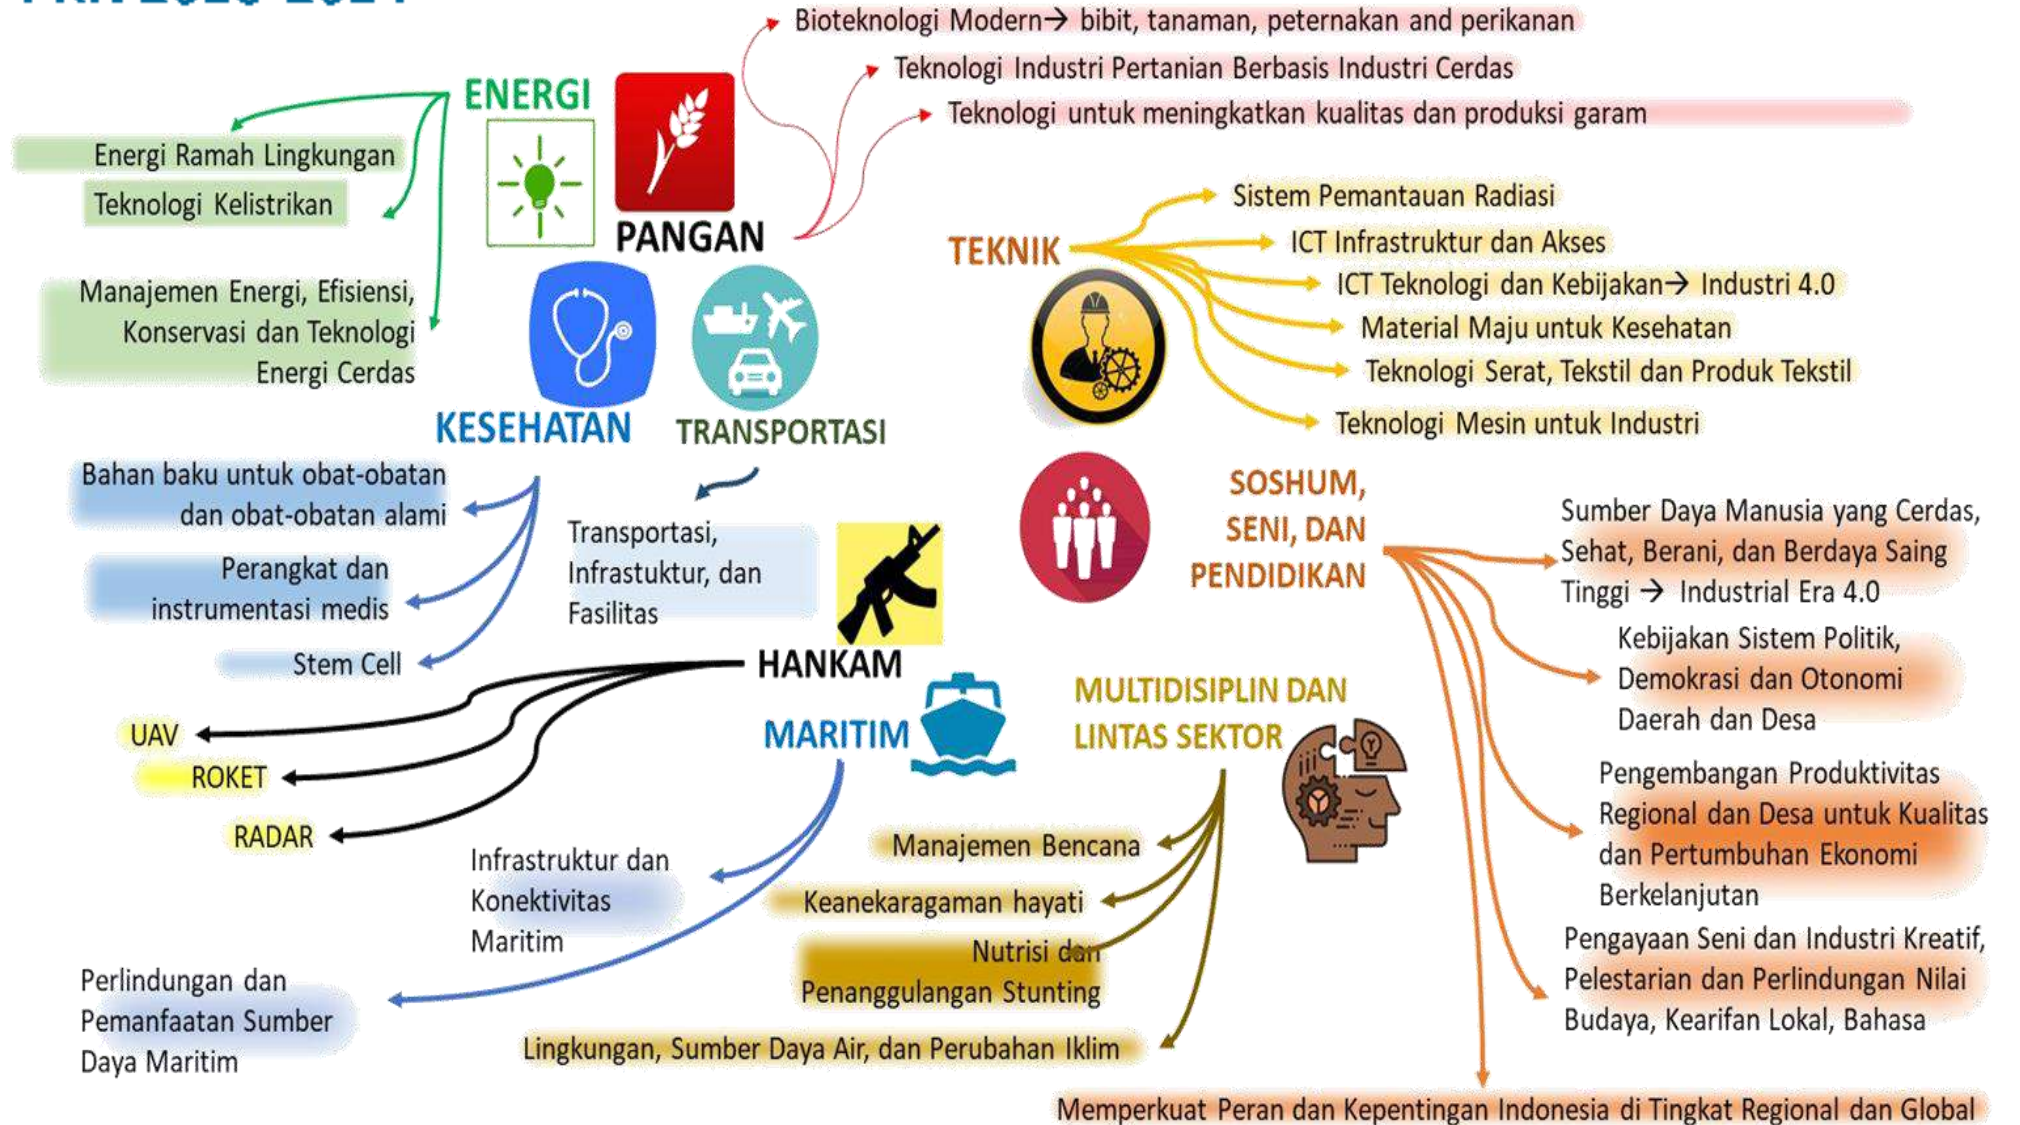 Bioteknologi Modern→ bibit, tanaman, peternakan and perikanan
Teknologi Industri Pertanian Berbasis Industri Cerdas
Teknologi untuk meningkatkan kualitas dan produksi garam
ENERGI
Energi Ramah Lingkungan
Teknologi Kelistrikan
Manajemen Energi, Efisiensi,
Konservasi dan Teknologi
Energi Cerdas
PANGAN
TEKNIK
Sistem Pemantauan Radiasi
ICT Infrastruktur dan Akses
ICT Teknologi dan Kebijakan→ Industri 4.0
Material Maju untuk Kesehatan
Teknologi Serat, Tekstil dan Produk Tekstil
Teknologi Mesin untuk Industri
KESEHATAN
Bahan baku untuk obat-obatan
dan obat-obatan alami
Perangkat dan
instrumentasi medis
Stem Cell
TRANSPORTASI
Transportasi,
Infrastuktur, dan
Fasilitas
SOSHUM,
SENI, DAN
PENDIDIKAN
Sumber Daya Manusia yang Cerdas,
Sehat, Berani, dan Berdaya Saing
Tinggi → Industrial Era 4.0
Kebijakan Sistem Politik,
Demokrasi dan Otonomi
Daerah dan Desa
Pengembangan Produktivitas
Regional dan Desa untuk Kualitas
dan Pertumbuhan Ekonomi
Berkelanjutan
Pengayaan Seni dan Industri Kreatif,
Pelestarian dan Perlindungan Nilai
Budaya, Kearifan Lokal, Bahasa
Memperkuat Peran dan Kepentingan Indonesia di Tingkat Regional dan Global
HANKAM
UAV
ROKET
RADAR
MARITIM
Infrastruktur dan
Konektivitas
Maritim
Perlindungan dan
Pemanfaatan Sumber
Daya Maritim
MULTIDISIPLIN DAN
LINTAS SEKTOR
Manajemen Bencana
Keanekaragaman hayati
Nutrisi dan
Penanggulangan Stunting
Lingkungan, Sumber Daya Air, dan Perubahan Iklim